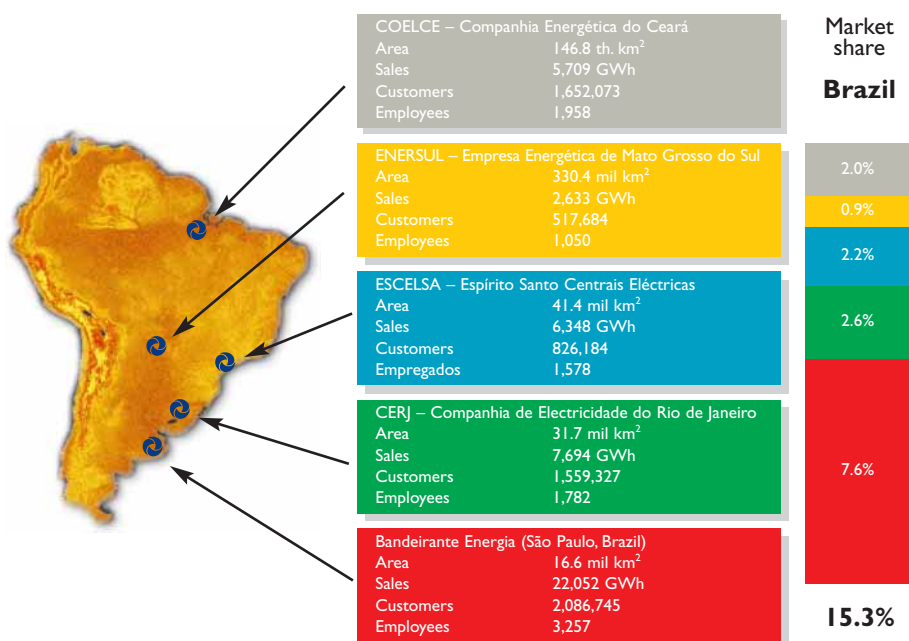 COELCE – Companhia Energética do Ceará
Area 146.8 th. km²
Sales 5,709 GWh
Customers 1,652,073
Employees 1,958
ENERSUL – Empresa Energética de Mato Grosso do Sul
Area 330.4 mil km²
Sales 2,633 GWh
Customers 517,684
Employees 1,050
ESCELSA – Espírito Santo Centrais Eléctricas
Area 41.4 mil km²
Sales 6,348 GWh
Customers 826,184
Empregados 1,578
CERJ – Companhia de Electricidade do Rio de Janeiro
Area 31.7 mil km²
Sales 7,694 GWh
Customers 1,559,327
Employees 1,782
Bandeirante Energia (São Paulo, Brazil)
Area 16.6 mil km²
Sales 22,052 GWh
Customers 2,086,745
Employees 3,257
Market
share
Brazil
2.0%
0.9%
2.2%
2.6%
7.6%
15.3%